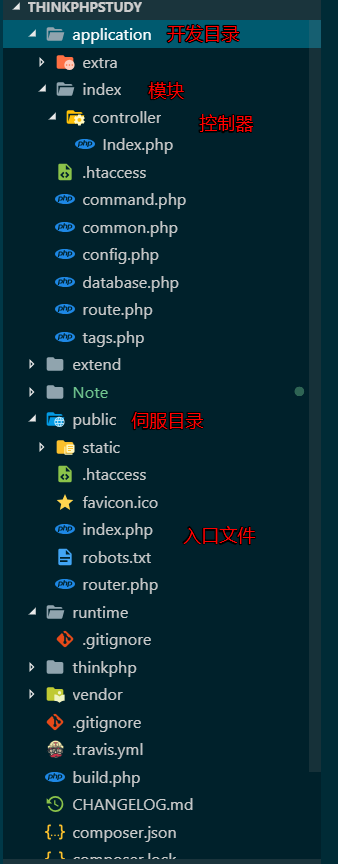 THINKPHPSTUDY
application 开发目录
extra
index 模块
controller 控制器
Index.php
.htaccess
command.php
common.php
config.php
database.php
route.php
tags.php
extend
Note
public 伺服目录
static
.htaccess
favicon.ico
index.php 入口文件
robots.txt
router.php
runtime
.gitignore
thinkphp
vendor
.gitignore
.travis.yml
build.php
CHANGELOG.md
composer.json
composer.lock